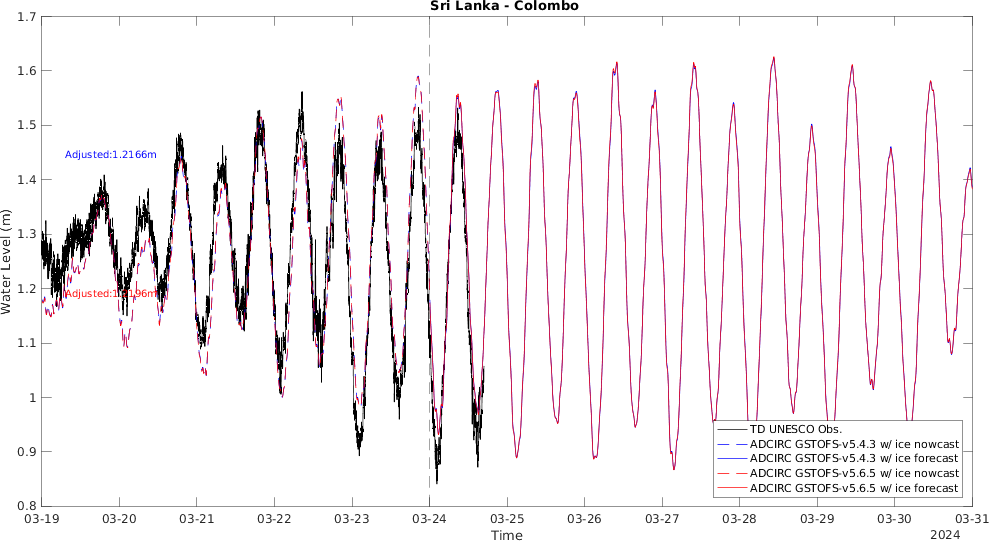 Sri Lanka - Colombo
1.7
1.6
1.5
1.4
1.3
1.2
1.1
1
0.9
0.8
Water Level (m)
Adjusted:1.2166m
TD UNESCO Obs.
ADCIRC GSTOFS-v5.4.3 w/ ice nowcast
ADCIRC GSTOFS-v5.4.3 w/ ice forecast
ADCIRC GSTOFS-v5.6.5 w/ ice nowcast
ADCIRC GSTOFS-v5.6.5 w/ ice forecast
03-19 03-20 03-21 03-22 03-23 03-24 03-25 03-26 03-27 03-28 03-29 03-30 03-31
Time
2024